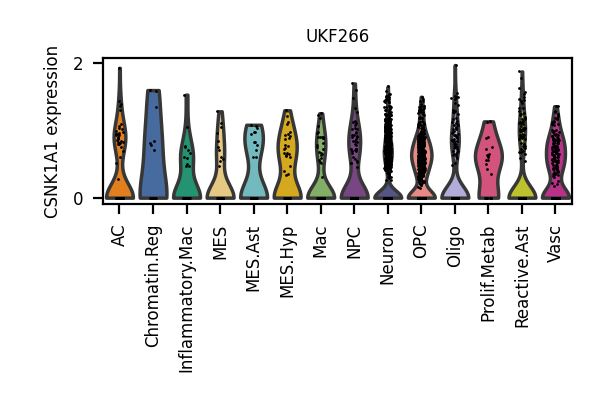 UKF266
CSNK1A1 expression
2
0
AC
Chromatin.Reg
Inflammatory.Mac
MES
MES.Ast
MES.Hyp
Mac
NPC
Neuron
OPC
Oligo
Prolif.Metab
Reactive.Ast
Vasc